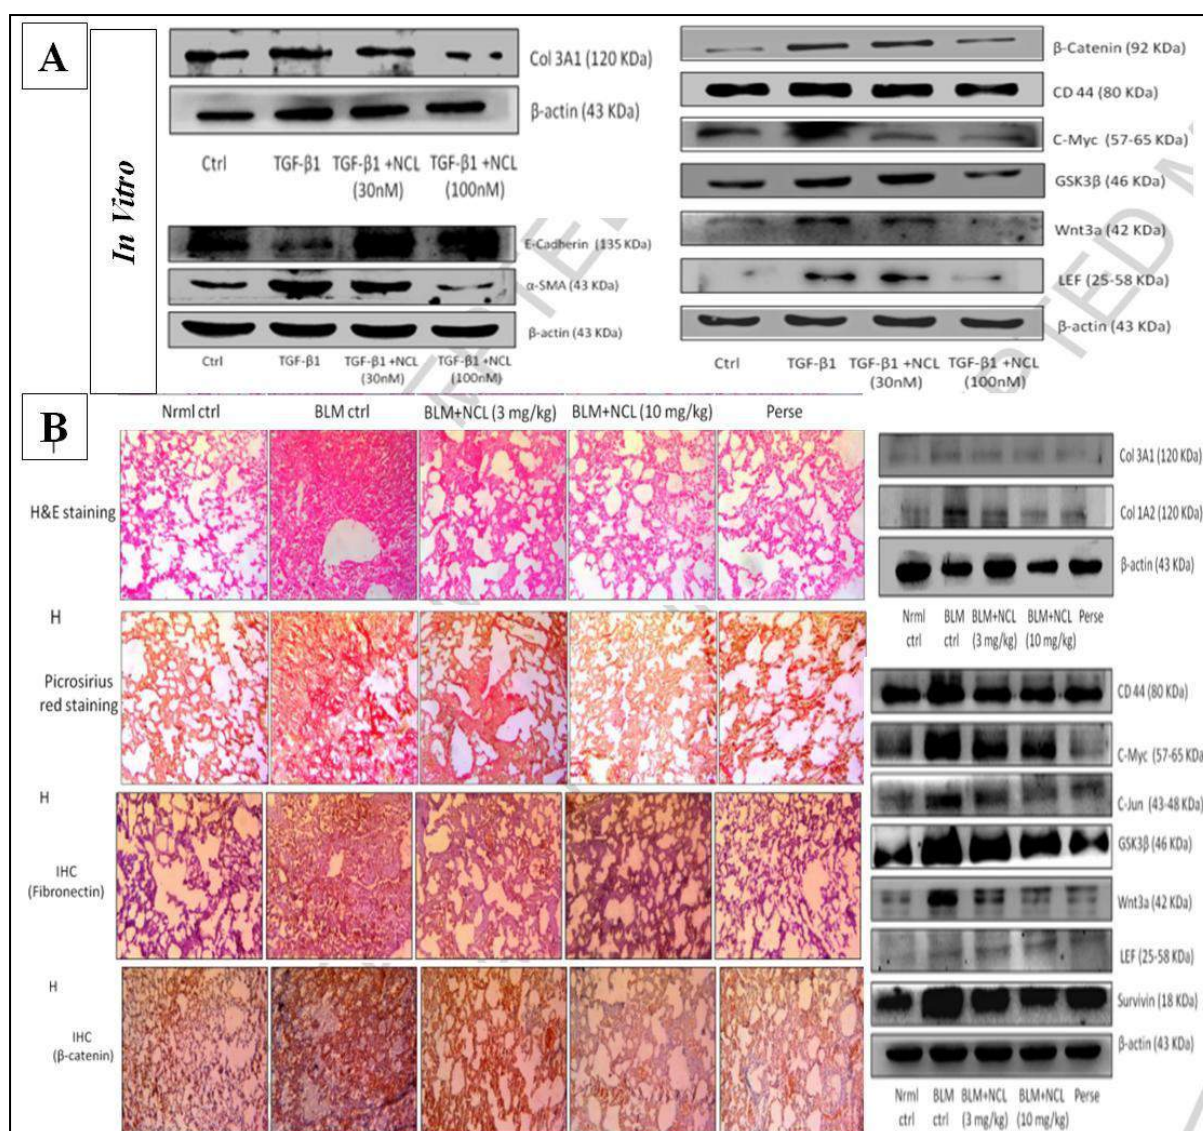 A
In Vitro
Col 3A1 (120 KDa)
β-actin (43 KDa)
Ctrl TGF-β1 TGF-β1 +NCL TGF-β1 +NCL
(30nM) (100nM)
E-Cadherin (135 KDa)
α-SMA (43 KDa)
β-actin (43 KDa)
Ctrl TGF-β1 TGF-β1 +NCL TGF-β1 +NCL
(30nM) (100nM)
β-Catenin (92 KDa)
CD 44 (80 KDa)
C-Myc (57-65 KDa)
GSK3β (46 KDa)
Wnt3a (42 KDa)
LEF (25-58 KDa)
β-actin (43 KDa)
Ctrl TGF-β1 TGF-β1 +NCL TGF-β1 +NCL
(30nM) (100nM)
B
Nrml ctrl BLM ctrl BLM+NCL (3 mg/kg) BLM+NCL (10 mg/kg) Perse
H&E staining
H
Picrosirius
red staining
H
IHC
(Fibronectin)
H
IHC
(β-catenin)
Col 3A1 (120 KDa)
Col 1A2 (120 KDa)
β-actin (43 KDa)
Nrml BLM BLM+NCL BLM+NCL Perse
ctrl ctrl (3 mg/kg) (10 mg/kg)
CD 44 (80 KDa)
C-Myc (57-65 KDa)
C-Jun (43-48 KDa)
GSK3β (46 KDa)
Wnt3a (42 KDa)
LEF (25-58 KDa)
Survivin (18 KDa)
β-actin (43 KDa)
Nrml BLM BLM+NCL BLM+NCL Perse
ctrl ctrl (3 mg/kg) (10 mg/kg)